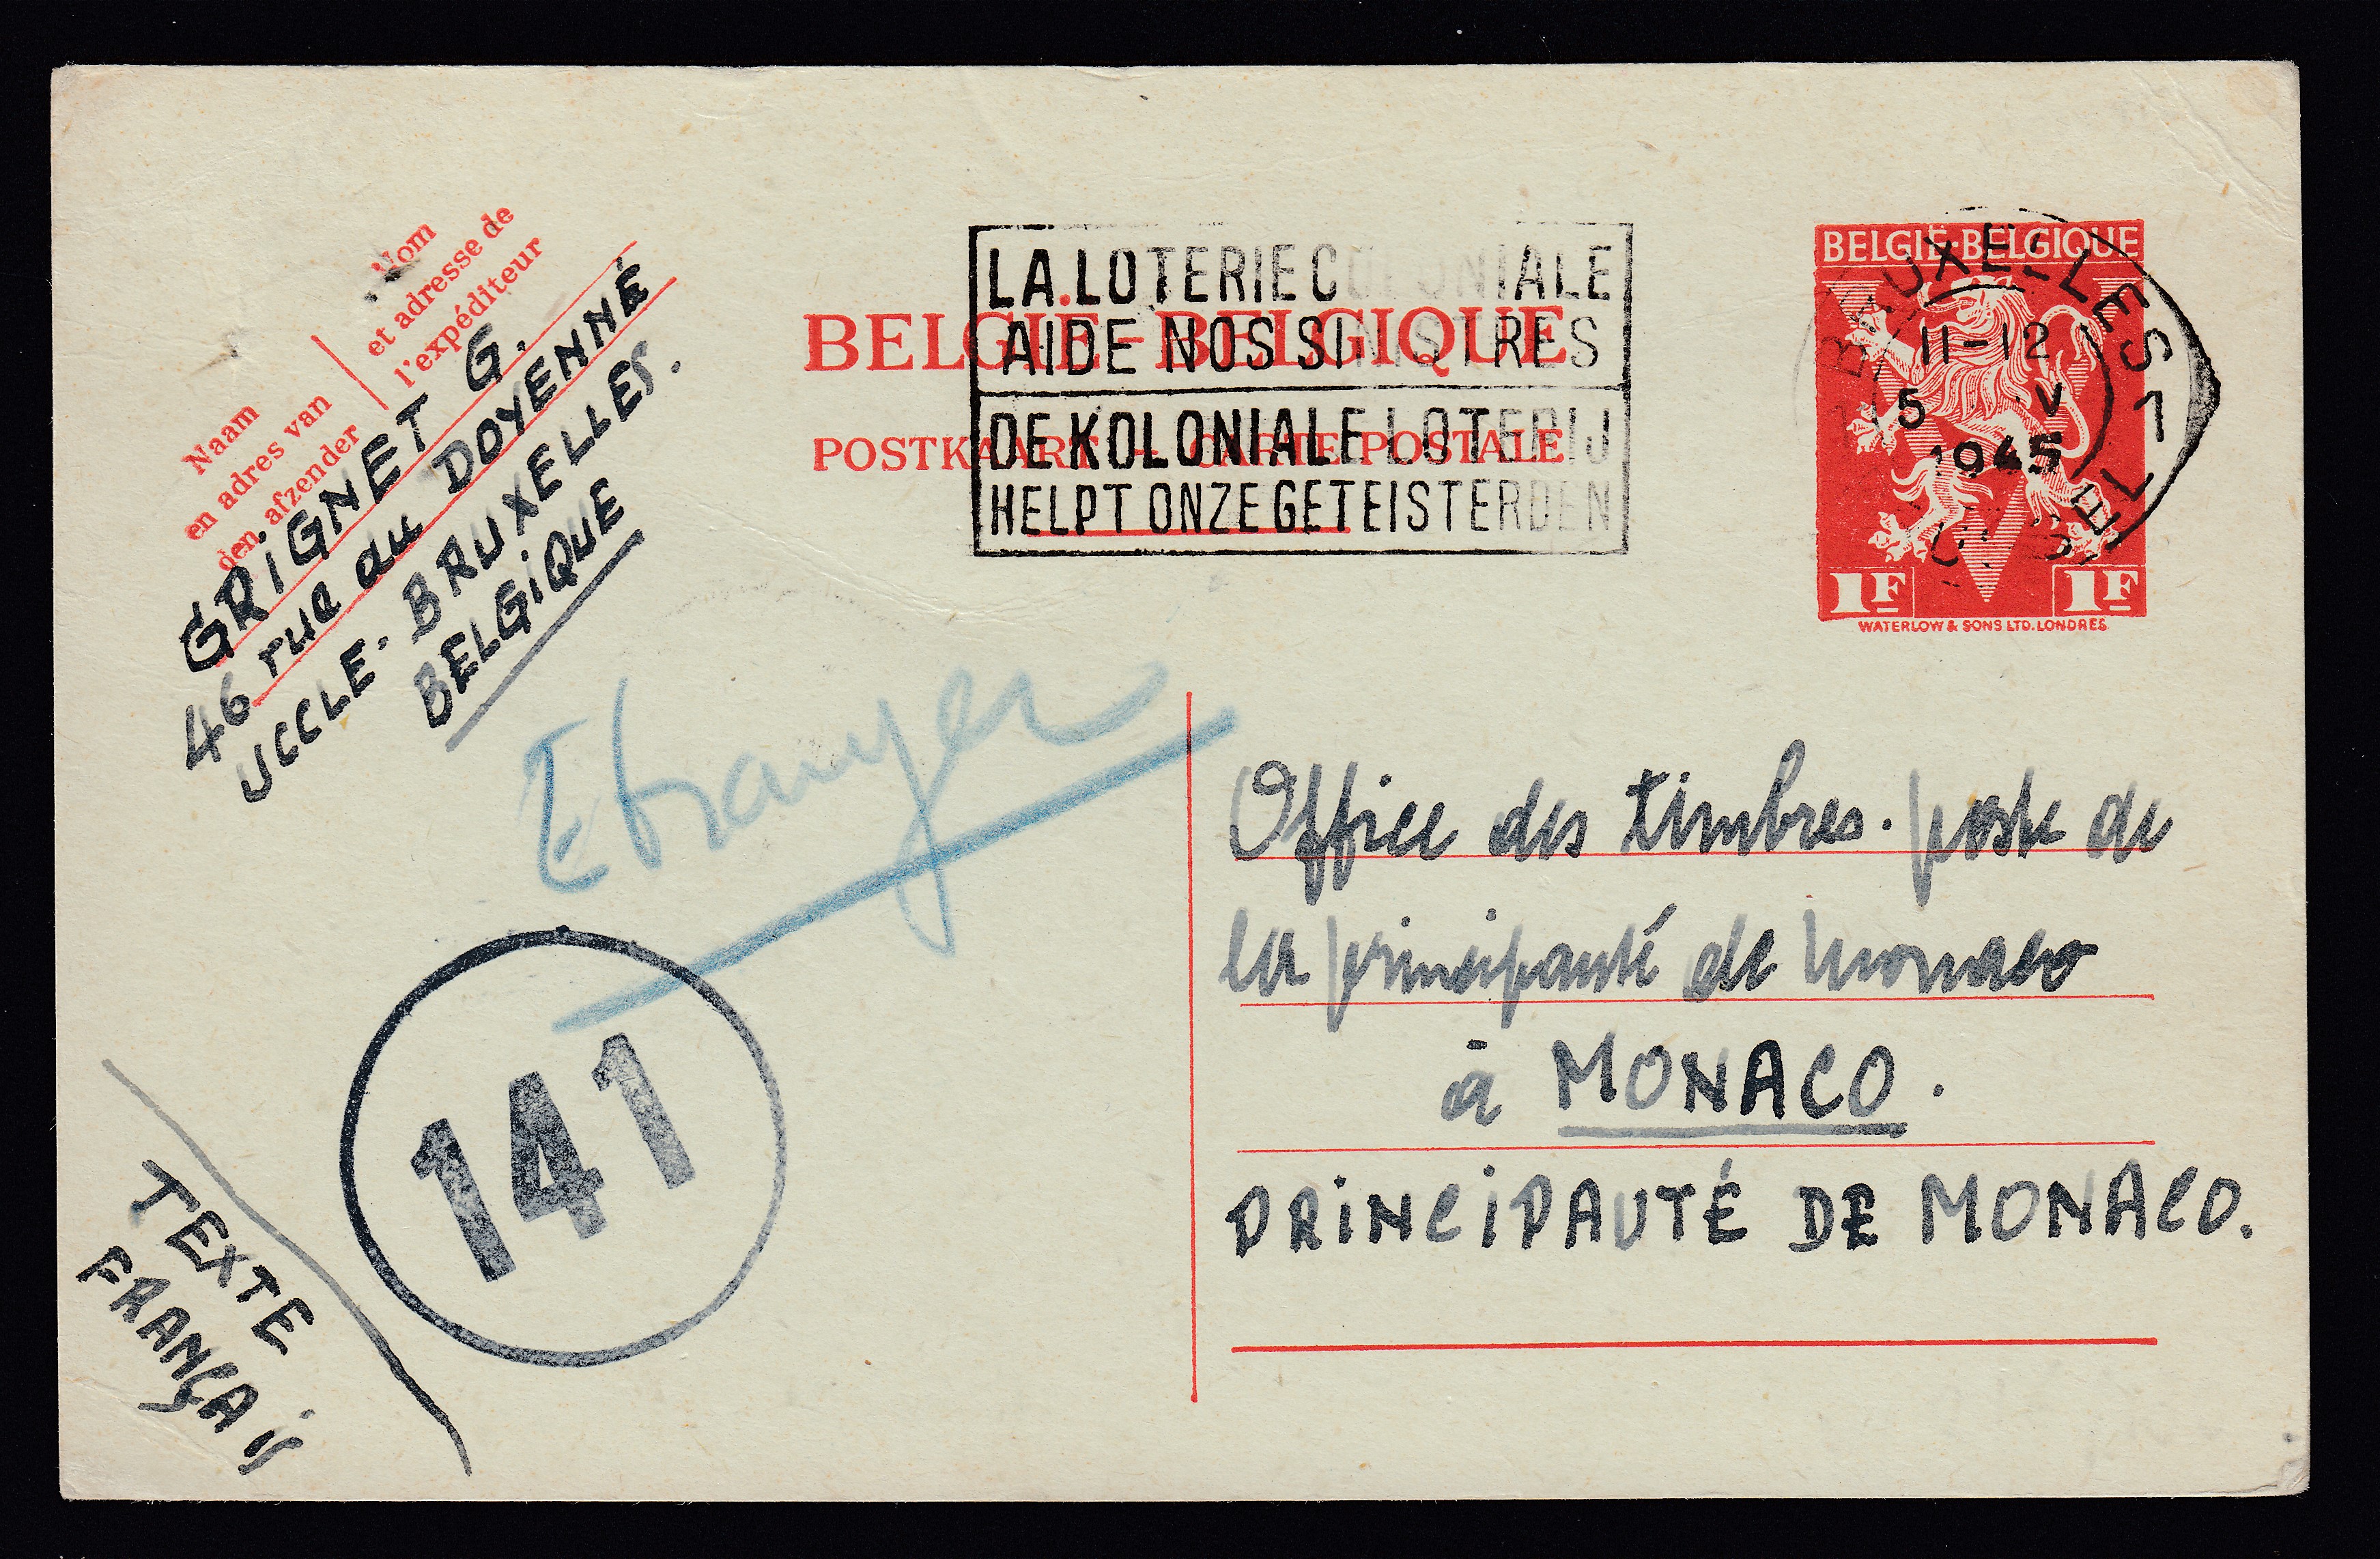 Nom
et adresse de
l'expéditeur
Naam
en adres van
den afzender
GRIGNET G.
46 rue du DOYENNÉ
UCCLE. BRUXELLES.
BELGIQUE
BELGIË - BELGIQUE
POSTKAART - CARTE POSTALE
LA LOTERIE COLONIALE
AIDE NOS SINISTRES
DE KOLONIALE LOTERIJ
HELPT ONZE GETEISTERDEN
BELGIË-BELGIQUE
BRUXELLES 1
11-12
5 V
1945
BRUSSEL
1F 1F
WATERLOW & SONS LTD. LONDRES
Etranger
Office des timbres-poste de
la principauté de Monaco
à MONACO.
PRINCIPAUTÉ DE MONACO.
141
TEXTE
FRANÇAIS